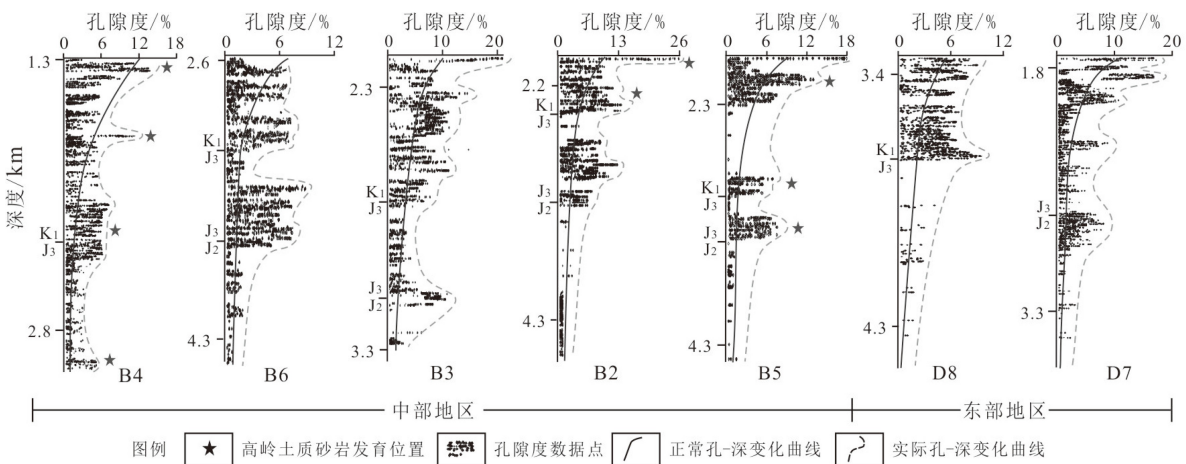 孔隙度/% 孔隙度/% 孔隙度/% 孔隙度/% 孔隙度/% 孔隙度/% 孔隙度/%
0 6 12 18 0 6 12 0 10 20 0 13 26 0 6 12 18 0 6 12 0 10 20
深度/km
1.3
K1
J3
2.8
B4
2.6
K1
J3
J3
J2
4.3
B6
2.3
K1
J3
J3
J2
3.3
B3
2.2
K1
J3
J3
J2
4.3
B2
2.3
K1
J3
J3
J2
4.3
B5
3.4
K1
J3
4.3
D8
1.8
J3
J2
3.3
D7
中部地区 东部地区
图例 ★ 高岭土质砂岩发育位置 孔隙度数据点 正常孔-深变化曲线 实际孔-深变化曲线